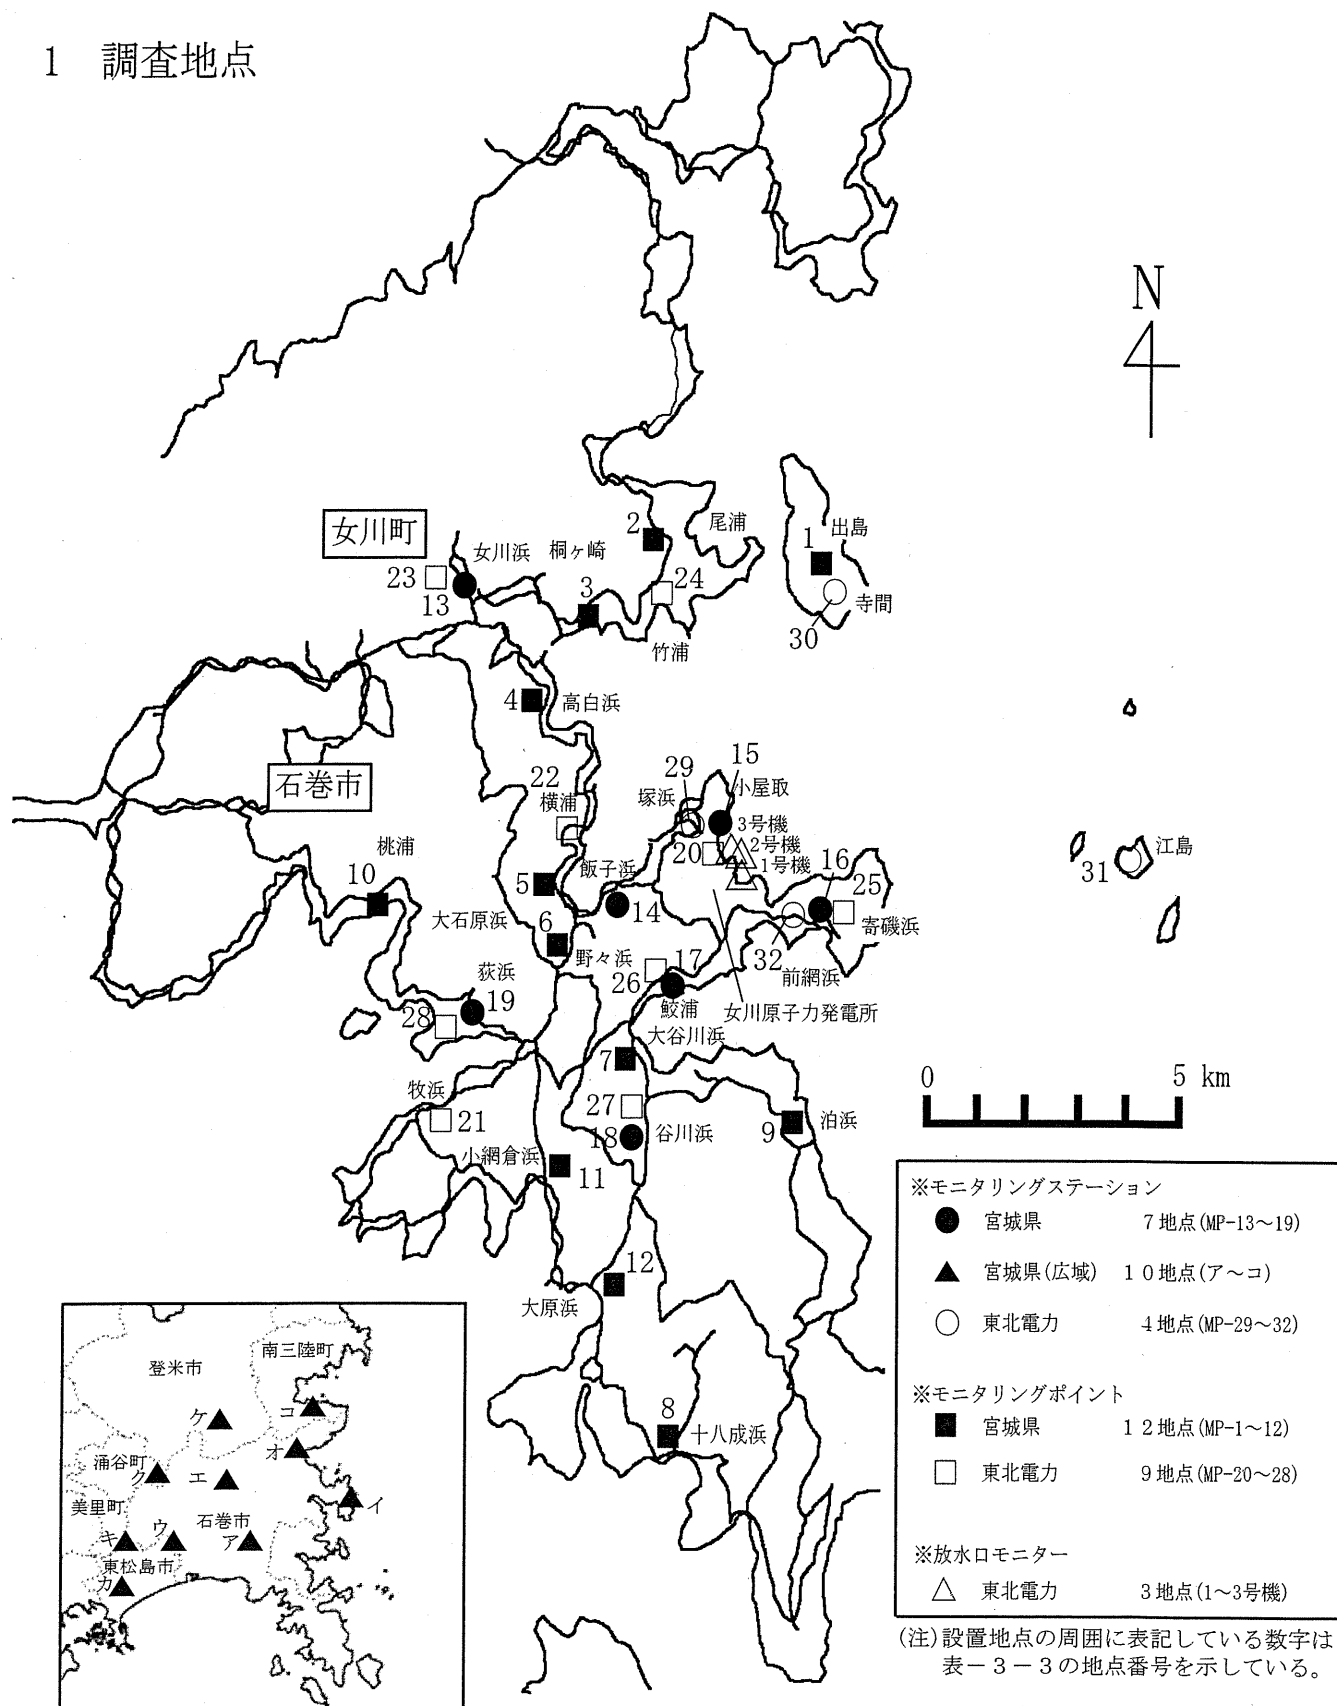 1 調査地点
N
女川町
23
13
女川浜
桐ヶ崎
2
尾浦
3
24
竹浦
1
出島
寺間
30
4
高白浜
石巻市
22
横浦
29
15
塚浜
小屋取
3号機
2号機
1号機
20
桃浦
10
5
飯子浜
14
16
25
寄磯浜
31
江島
大石原浜
6
野々浜
32
前網浜
26
17
鮫浦
女川原子力発電所
荻浜
19
28
大谷川浜
7
牧浜
21
27
18
谷川浜
9
泊浜
小網倉浜
11
12
大原浜
8
十八成浜
0 5 km
※モニタリングステーション
宮城県 7地点(MP-13~19)
宮城県(広域) 10地点(ア~コ)
東北電力 4地点(MP-29~32)
※モニタリングポイント
宮城県 12地点(MP-1~12)
東北電力 9地点(MP-20~28)
※放水口モニター
東北電力 3地点(1~3号機)
(注)設置地点の周囲に表記している数字は
表-3-3の地点番号を示している。
登米市
南三陸町
ケ
コ
オ
涌谷町
ク
エ
イ
美里町
キ
ウ
石巻市
ア
東松島市
カ